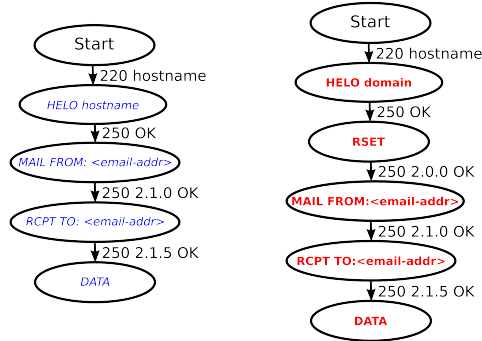 Start
220 hostname
HELO hostname
250 OK
MAIL FROM: <email-addr>
250 2.1.0 OK
RCPT TO: <email-addr>
250 2.1.5 OK
DATA
Start
220 hostname
HELO domain
250 OK
RSET
250 2.0.0 OK
MAIL FROM:<email-addr>
250 2.1.0 OK
RCPT TO:<email-addr>
250 2.1.5 OK
DATA